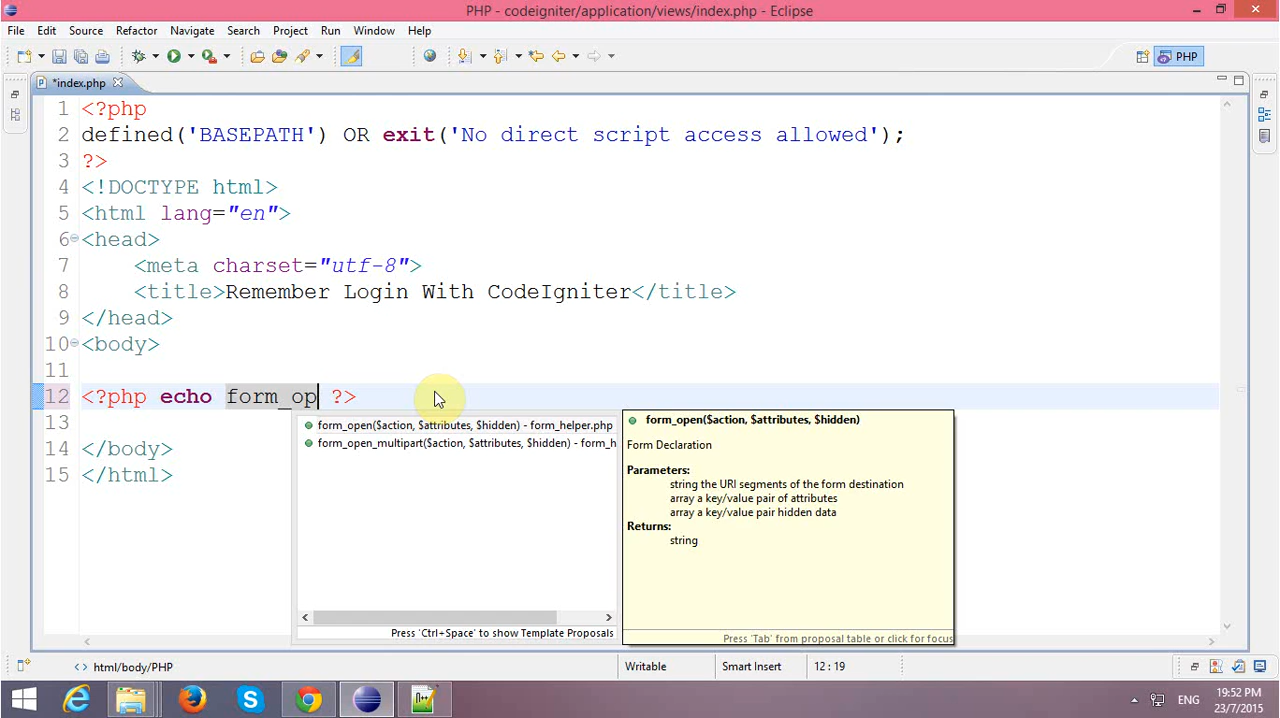 PHP - codeigniter/application/views/index.php - Eclipse
File Edit Source Refactor Navigate Search Project Run Window Help
PHP
*index.php
1 <?php
2 defined('BASEPATH') OR exit('No direct script access allowed');
3 ?>
4 <!DOCTYPE html>
5 <html lang="en">
6 <head>
7 <meta charset="utf-8">
8 <title>Remember Login With CodeIgniter</title>
9 </head>
10 <body>
11
12 <?php echo form_op ?>
13
14 </body>
15 </html>
form_open($action, $attributes, $hidden) - form_helper.php
form_open_multipart($action, $attributes, $hidden) - form_h
Press 'Ctrl+Space' to show Template Proposals
form_open($action, $attributes, $hidden)
Form Declaration
Parameters:
string the URI segments of the form destination
array a key/value pair of attributes
array a key/value pair hidden data
Returns:
string
Press 'Tab' from proposal table or click for focus
html/body/PHP Writable Smart Insert 12 : 19
ENG 19:52 PM
23/7/2015